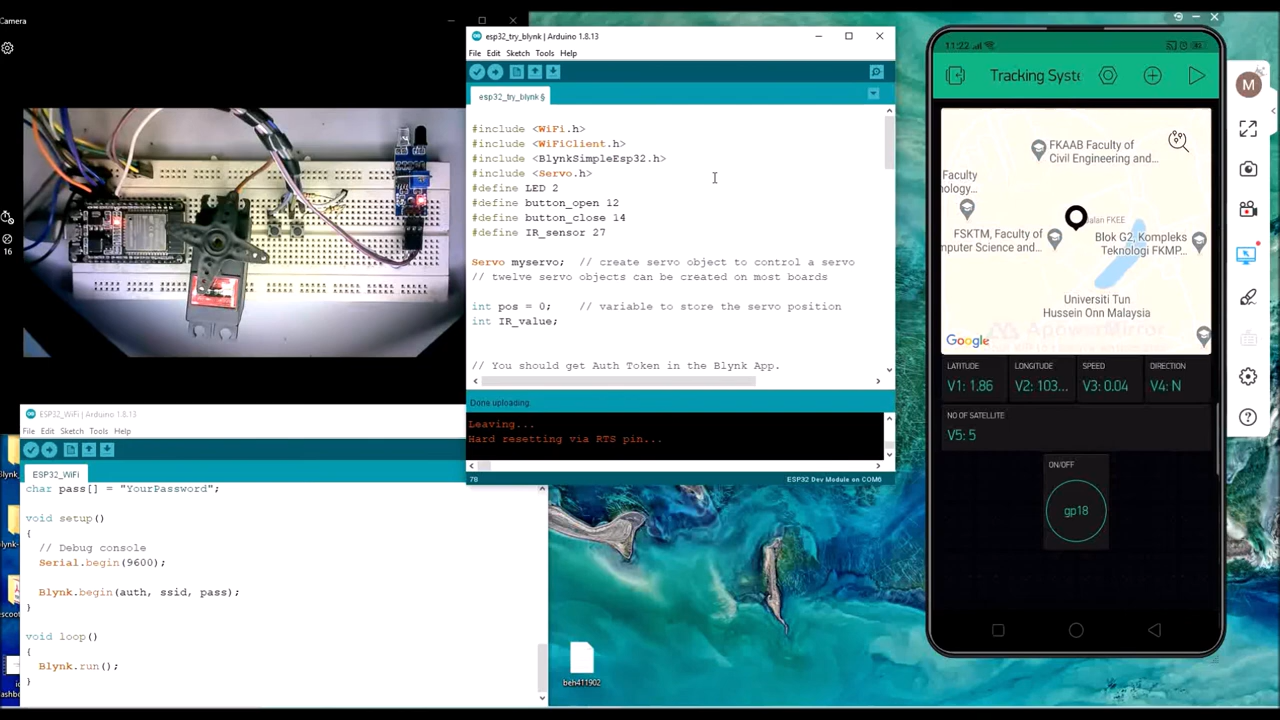 Camera
16
esp32_try_blynk | Arduino 1.8.13
File Edit Sketch Tools Help
esp32_try_blynk §
#include <WiFi.h>
#include <WiFiClient.h>
#include <BlynkSimpleEsp32.h>
#include <Servo.h>
#define LED 2
#define button_open 12
#define button_close 14
#define IR_sensor 27
Servo myservo;  // create servo object to control a servo
// twelve servo objects can be created on most boards
int pos = 0;    // variable to store the servo position
int IR_value;
// You should get Auth Token in the Blynk App.
Done uploading.
Leaving...
Hard resetting via RTS pin...
78
ESP32 Dev Module on COM6
ESP32_WiFi | Arduino 1.8.13
File Edit Sketch Tools Help
ESP32_WiFi
char pass[] = "YourPassword";
void setup()
{
// Debug console
Serial.begin(9600);
Blynk.begin(auth, ssid, pass);
}
void loop()
{
Blynk.run();
}
beh411902
11:22
Tracking Syste
FKAAB Faculty of
Civil Engineering and...
Faculty
nology...
FSKTM, Faculty of
nputer Science and...
Jalan FKEE
Blok G2, Kompleks
Teknologi FKMP...
Universiti Tun
Hussein Onn Malaysia
ApowerMirror
Google
LATITUDE
V1: 1.86
LONGITUDE
V2: 103...
SPEED
V3: 0.04
DIRECTION
V4: N
NO OF SATELLITE
V5: 5
ON/OFF
gp18
M